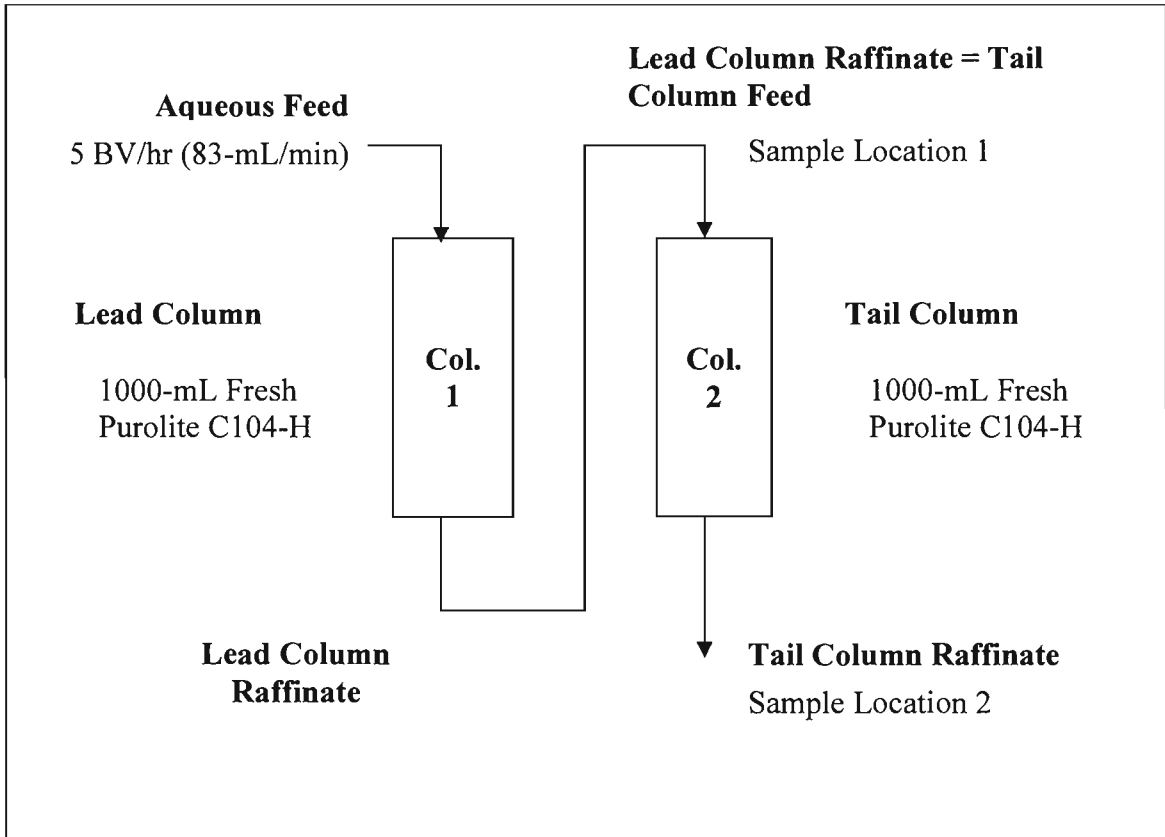 Aqueous Feed
5 BV/hr (83-mL/min)
Lead Column Raffinate = Tail
Column Feed
Sample Location 1
Lead Column
1000-mL Fresh
Purolite C104-H
Col.
1
Col.
2
Tail Column
1000-mL Fresh
Purolite C104-H
Lead Column
Raffinate
Tail Column Raffinate
Sample Location 2